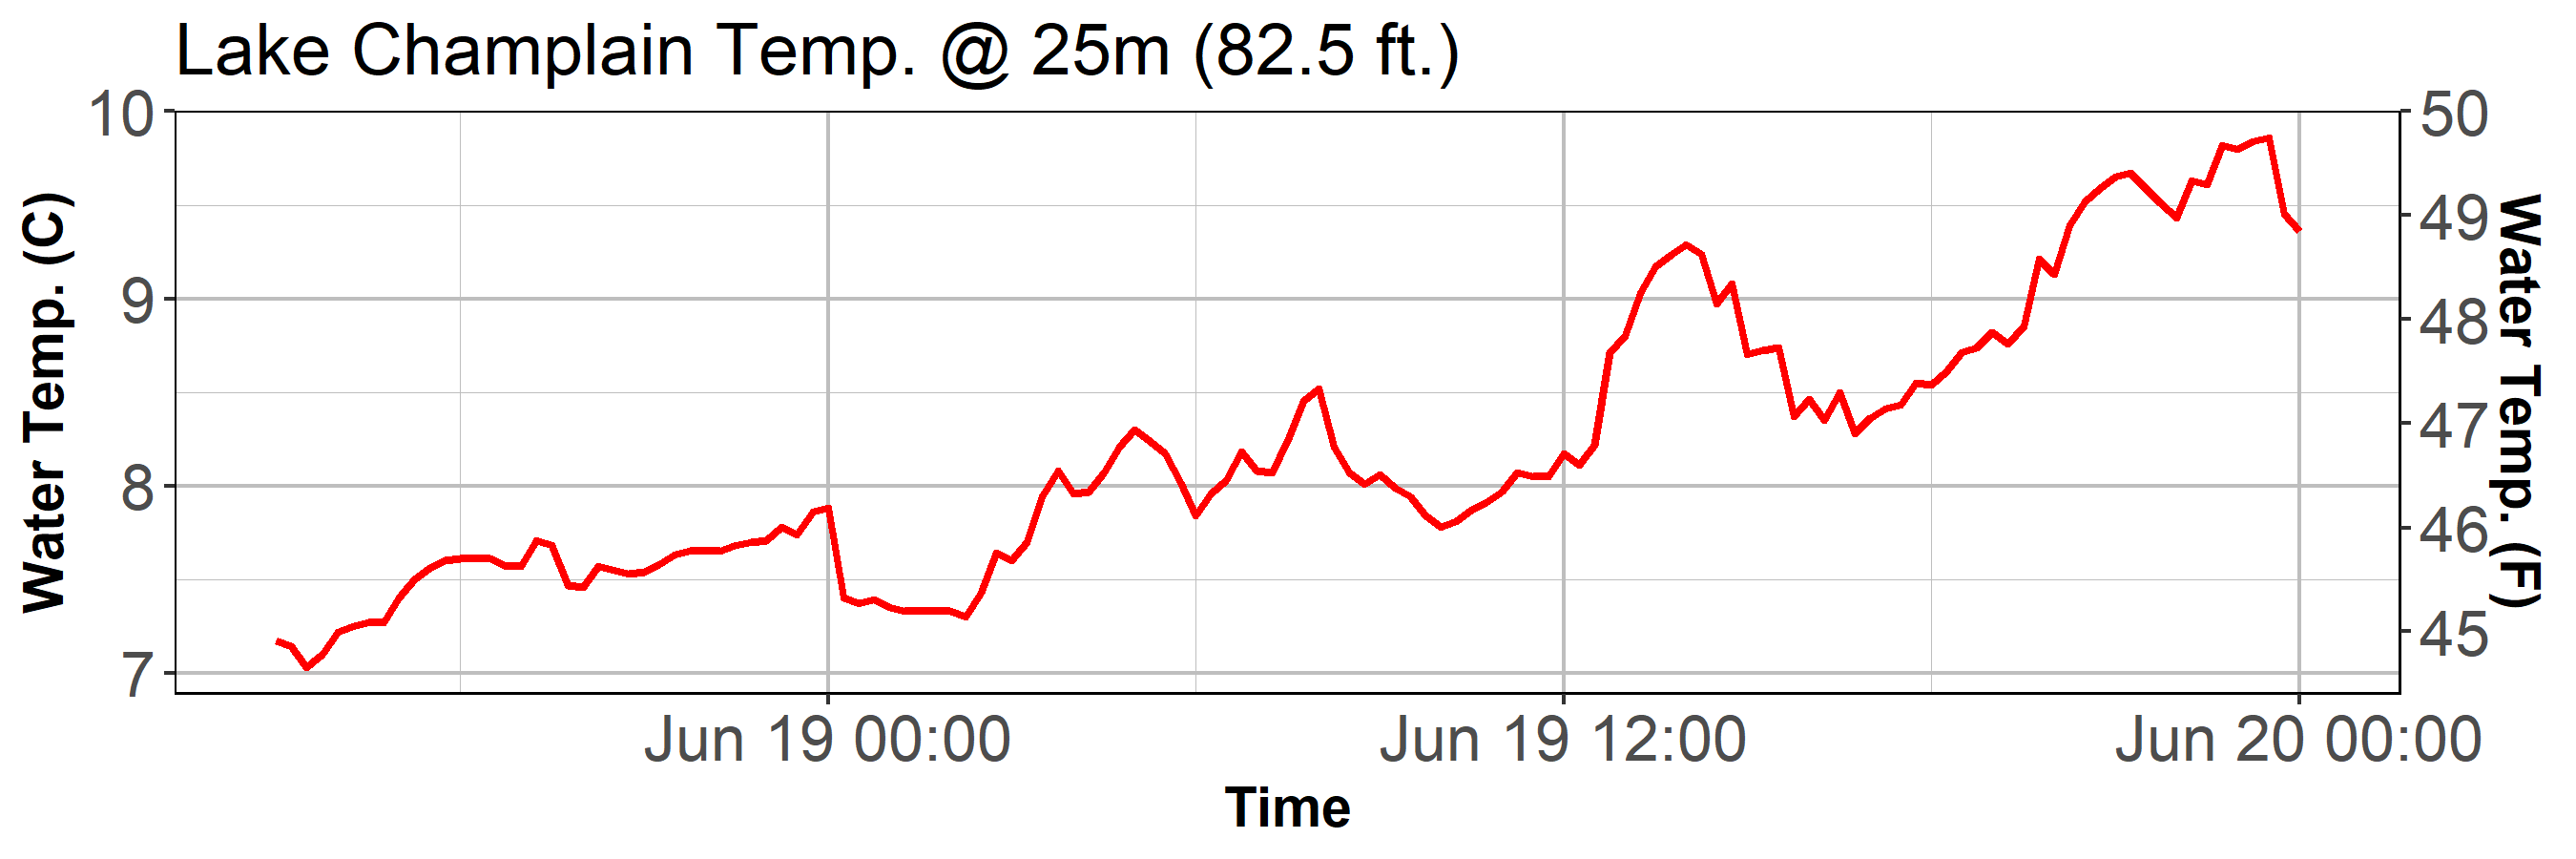 Lake Champlain Temp. @ 25m (82.5 ft.)
10
9
8
7
Water Temp. (C)
50
49
48
47
46
45
Water Temp. (F)
Jun 19 00:00
Jun 19 12:00
Jun 20 00:00
Time